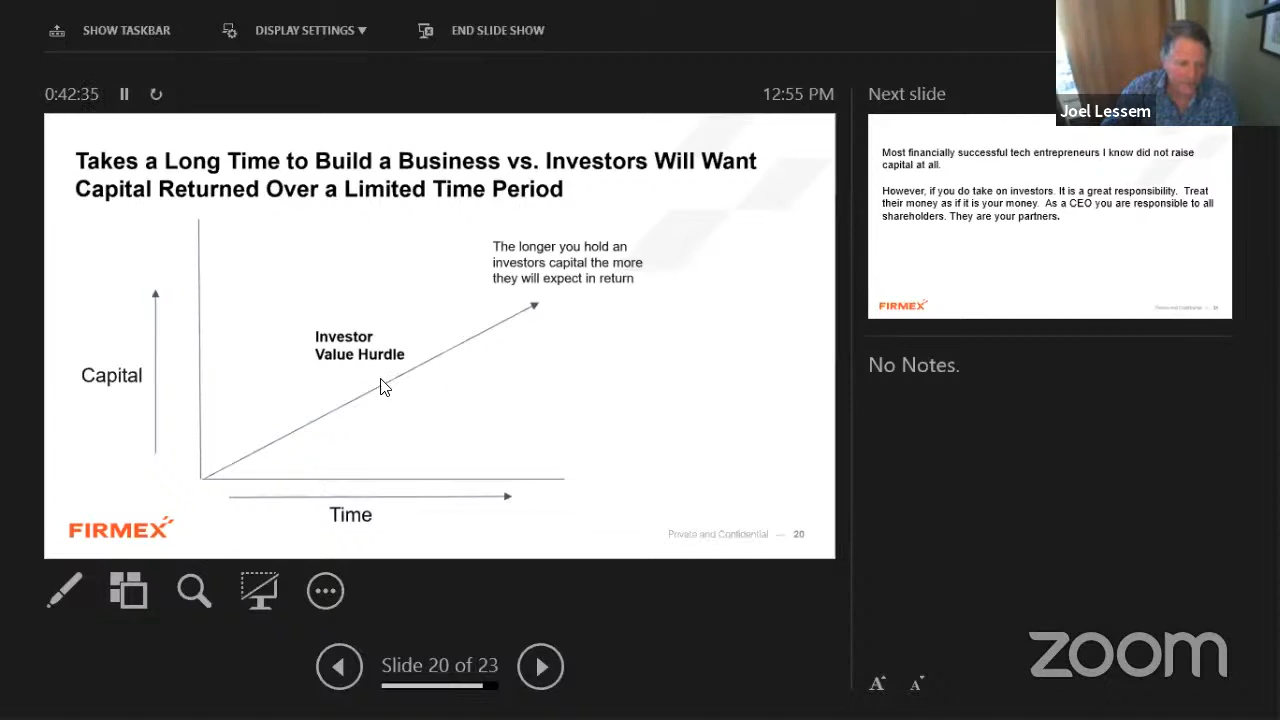 SHOW TASKBAR
DISPLAY SETTINGS ▼
END SLIDE SHOW
0:42:35
12:55 PM
Next slide
Joel Lessem
Takes a Long Time to Build a Business vs. Investors Will Want
Capital Returned Over a Limited Time Period
The longer you hold an
investors capital the more
they will expect in return
Investor
Value Hurdle
Capital
Time
FIRMEX
Private and Confidential — 20
Most financially successful tech entrepreneurs I know did not raise
capital at all.
However, if you do take on investors. It is a great responsibility. Treat
their money as if it is your money. As a CEO you are responsible to all
shareholders. They are your partners.
FIRMEX
Private and Confidential — 21
No Notes.
Slide 20 of 23
A A
zoom